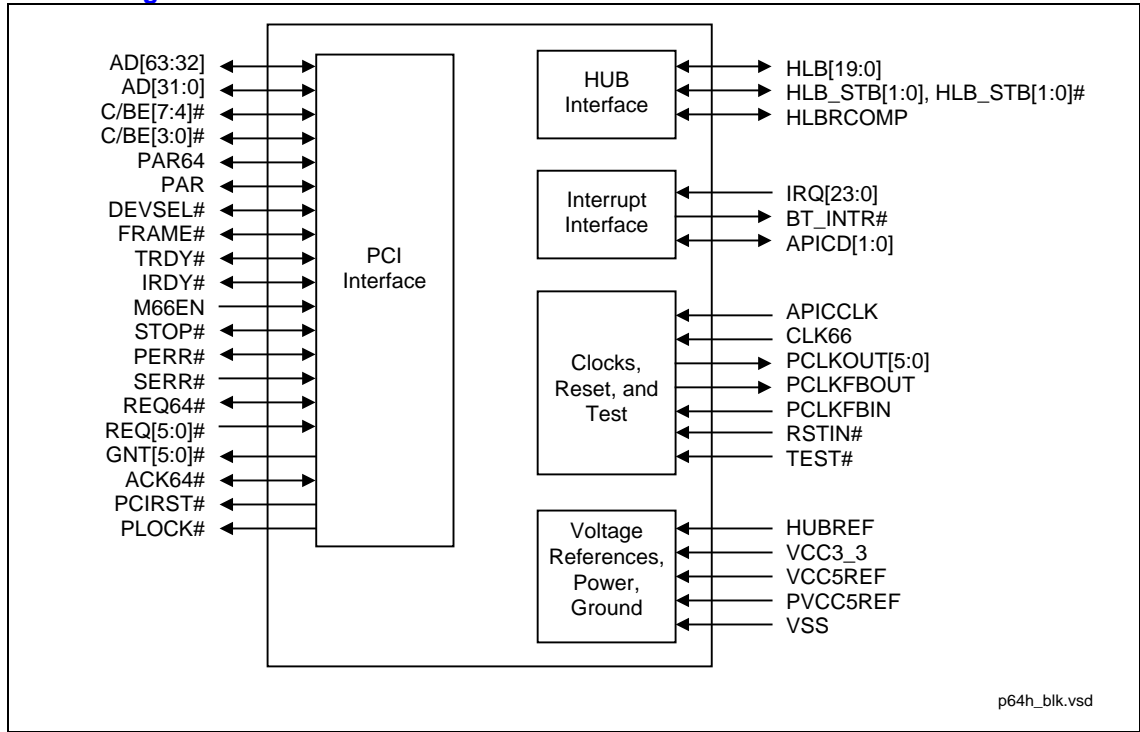 AD[63:32]
AD[31:0]
C/BE[7:4]#
C/BE[3:0]#
PAR64
PAR
DEVSEL#
FRAME#
TRDY#
IRDY#
M66EN
STOP#
PERR#
SERR#
REQ64#
REQ[5:0]#
GNT[5:0]#
ACK64#
PCIRST#
PLOCK#
PCI
Interface
HUB
Interface
HLB[19:0]
HLB_STB[1:0], HLB_STB[1:0]#
HLBRCOMP
Interrupt
Interface
IRQ[23:0]
BT_INTR#
APICD[1:0]
Clocks,
Reset, and
Test
APICCLK
CLK66
PCLKOUT[5:0]
PCLKFBOUT
PCLKFBIN
RSTIN#
TEST#
Voltage
References,
Power,
Ground
HUBREF
VCC3_3
VCC5REF
PVCC5REF
VSS
p64h_blk.vsd